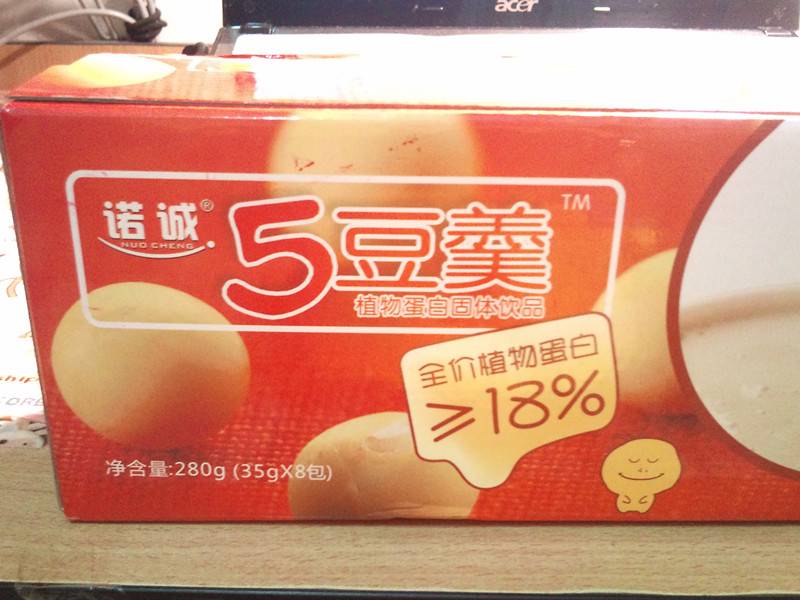 acer
诺诚®
NUO CHENG
5豆羹™
植物蛋白固体饮品
全价植物蛋白
≥18%
净含量:280g (35gX8包)